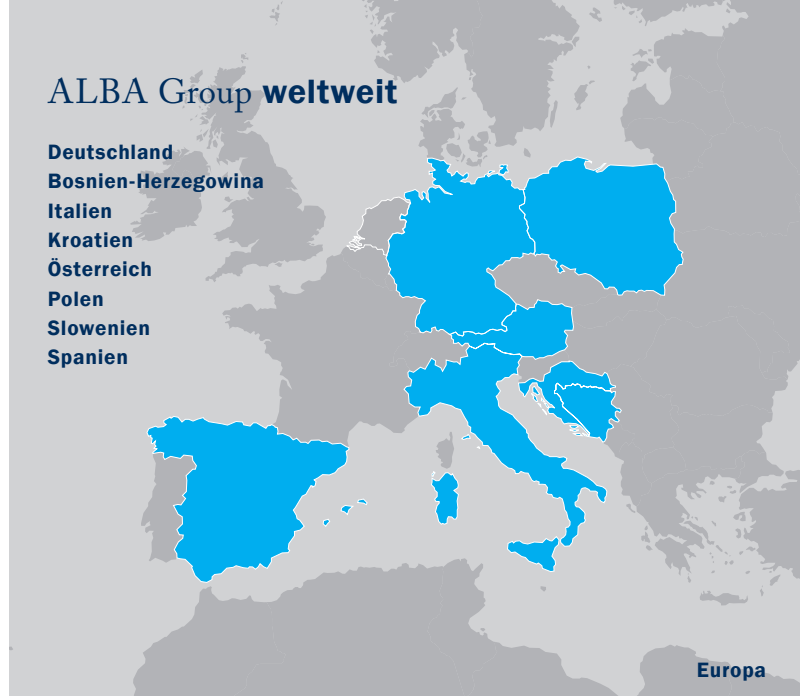 ALBA Group weltweit
Deutschland
Bosnien-Herzegowina
Italien
Kroatien
Österreich
Polen
Slowenien
Spanien
Europa